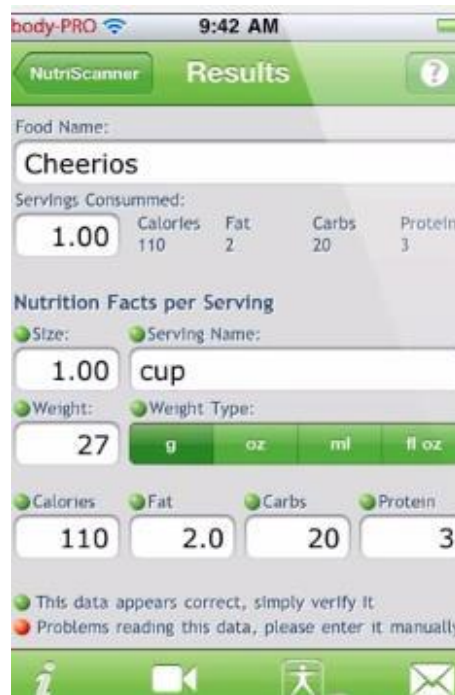 body-PRO 9:42 AM
NutriScanner Results ?
Food Name:
Cheerios
Servings Consummed:
1.00
Calories Fat Carbs Protein
110 2 20 3
Nutrition Facts per Serving
Size: Serving Name:
1.00 cup
Weight: Weight Type:
27 g oz ml fl oz
Calories Fat Carbs Protein
110 2.0 20 3
This data appears correct, simply verify it
Problems reading this data, please enter it manually
i